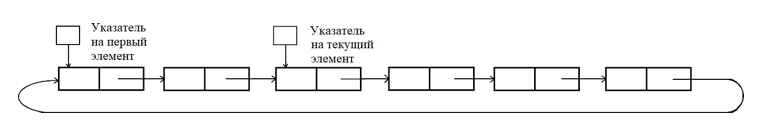 Указатель
на первый
элемент
Указатель
на текущий
элемент